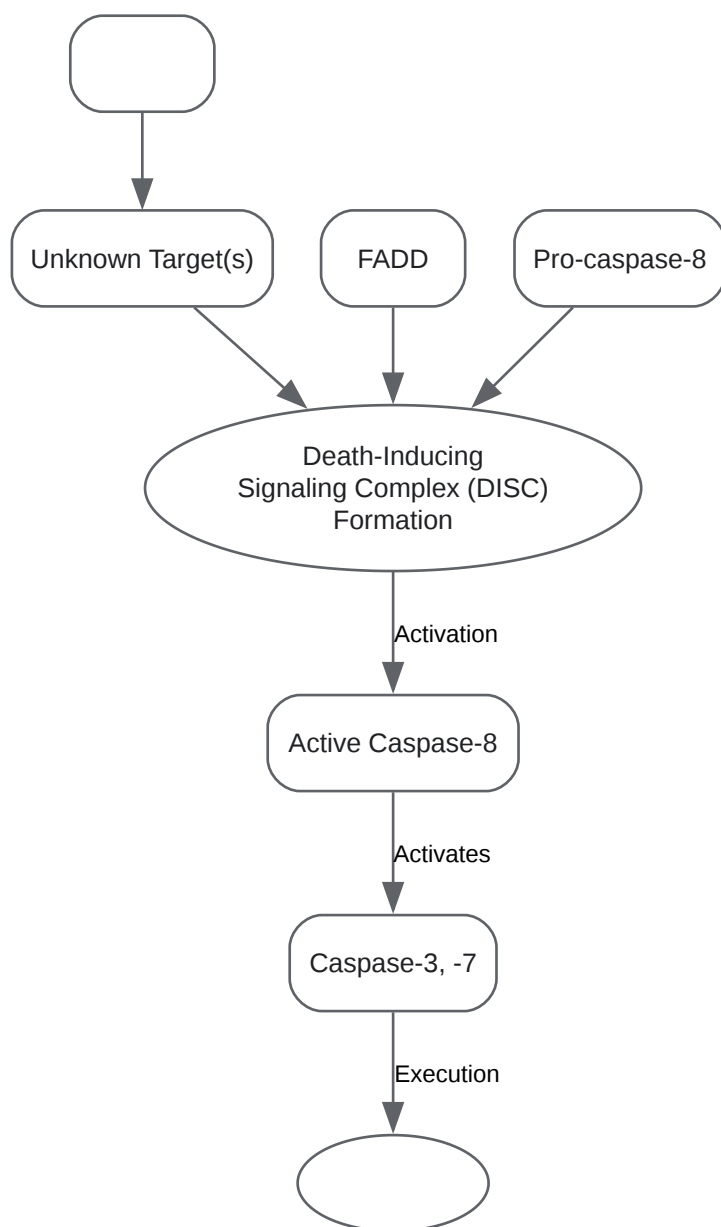 Unknown Target(s)
FADD
Pro-caspase-8
Death-Inducing
Signaling Complex (DISC)
Formation
Activation
Active Caspase-8
Activates
Caspase-3, -7
Execution